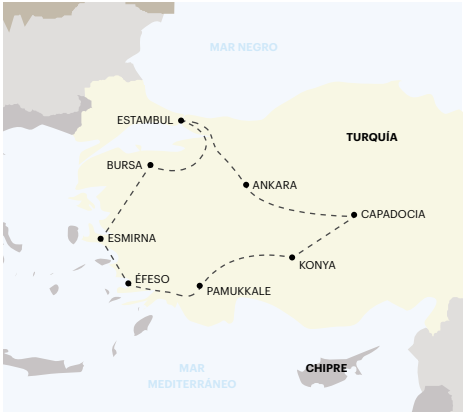 MAR NEGRO
ESTAMBUL
TURQUÍA
BURSA
ANKARA
CAPADOCIA
ESMIRNA
KONYA
ÉFESO
PAMUKKALE
CHIPRE
MAR
MEDITERRÁNEO